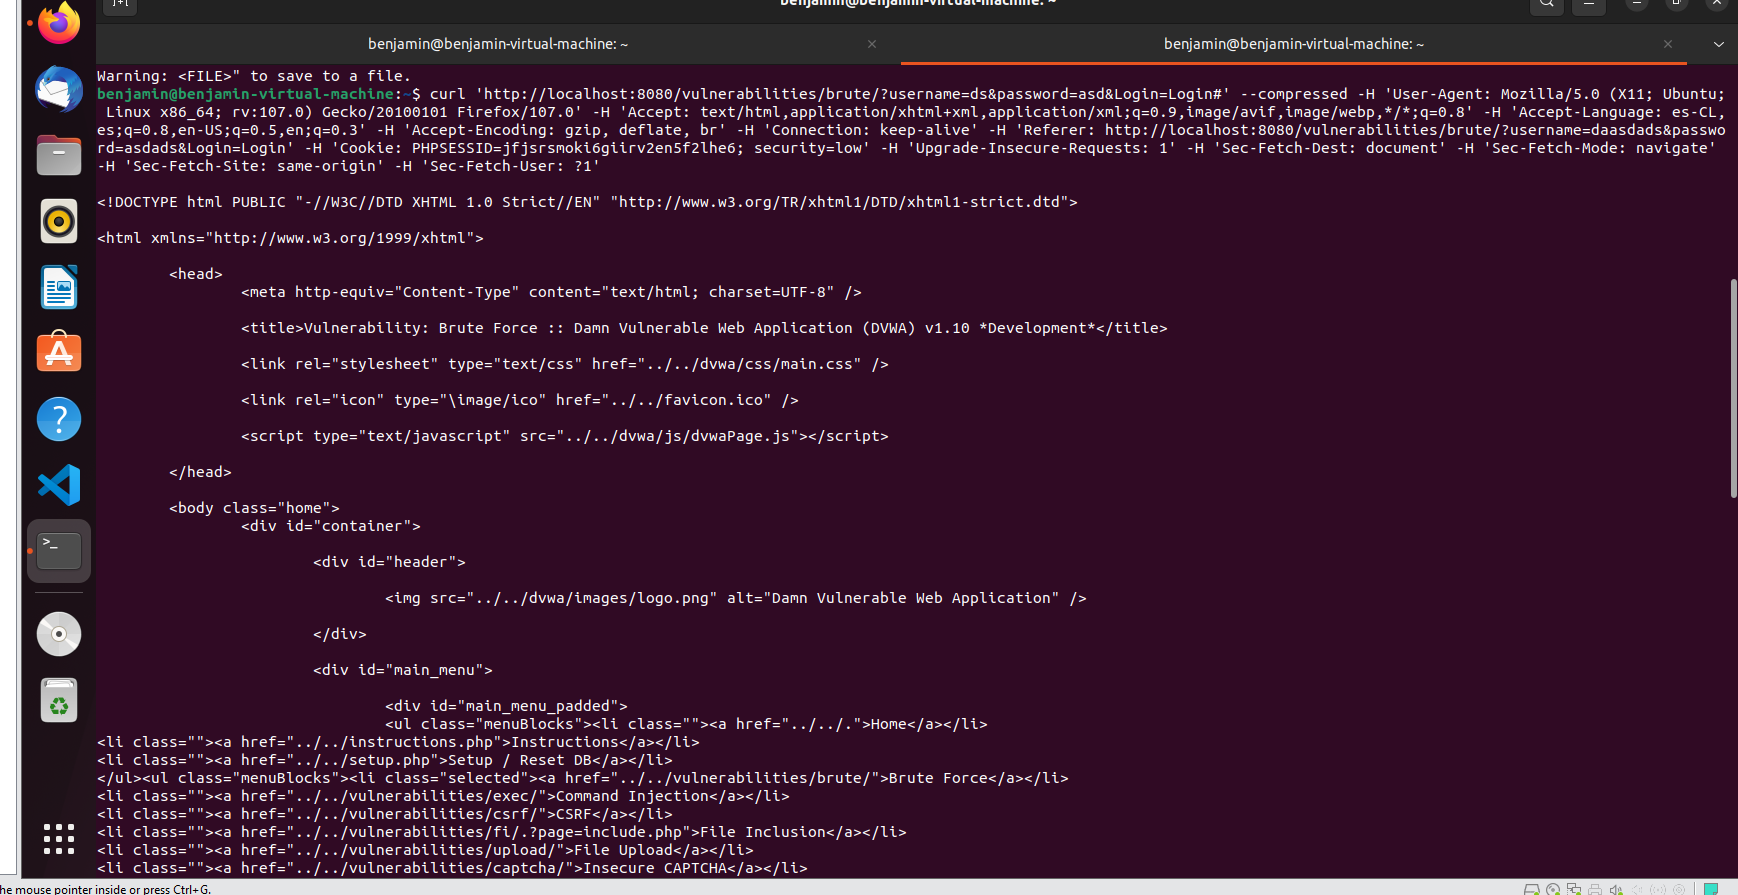 benjamin@benjamin-virtual-machine: ~
benjamin@benjamin-virtual-machine: ~
benjamin@benjamin-virtual-machine: ~
Warning: <FILE>" to save to a file.
benjamin@benjamin-virtual-machine:~$ curl 'http://localhost:8080/vulnerabilities/brute/?username=ds&password=asd&Login=Login#' --compressed -H 'User-Agent: Mozilla/5.0 (X11; Ubuntu;
 Linux x86_64; rv:107.0) Gecko/20100101 Firefox/107.0' -H 'Accept: text/html,application/xhtml+xml,application/xml;q=0.9,image/avif,image/webp,*/*;q=0.8' -H 'Accept-Language: es-CL,
es;q=0.8,en-US;q=0.5,en;q=0.3' -H 'Accept-Encoding: gzip, deflate, br' -H 'Connection: keep-alive' -H 'Referer: http://localhost:8080/vulnerabilities/brute/?username=daasdads&passwo
rd=asdads&Login=Login' -H 'Cookie: PHPSESSID=jfjsrsmoki6giirv2en5f2lhe6; security=low' -H 'Upgrade-Insecure-Requests: 1' -H 'Sec-Fetch-Dest: document' -H 'Sec-Fetch-Mode: navigate'
-H 'Sec-Fetch-Site: same-origin' -H 'Sec-Fetch-User: ?1'
<!DOCTYPE html PUBLIC "-//W3C//DTD XHTML 1.0 Strict//EN" "http://www.w3.org/TR/xhtml1/DTD/xhtml1-strict.dtd">
<html xmlns="http://www.w3.org/1999/xhtml">
<head>
<meta http-equiv="Content-Type" content="text/html; charset=UTF-8" />
<title>Vulnerability: Brute Force :: Damn Vulnerable Web Application (DVWA) v1.10 *Development*</title>
<link rel="stylesheet" type="text/css" href="../../dvwa/css/main.css" />
<link rel="icon" type="\image/ico" href="../../favicon.ico" />
<script type="text/javascript" src="../../dvwa/js/dvwaPage.js"></script>
</head>
<body class="home">
<div id="container">
<div id="header">
<img src="../../dvwa/images/logo.png" alt="Damn Vulnerable Web Application" />
</div>
<div id="main_menu">
<div id="main_menu_padded">
<ul class="menuBlocks"><li class=""><a href="../../.">Home</a></li>
<li class=""><a href="../../instructions.php">Instructions</a></li>
<li class=""><a href="../../setup.php">Setup / Reset DB</a></li>
</ul><ul class="menuBlocks"><li class="selected"><a href="../../vulnerabilities/brute/">Brute Force</a></li>
<li class=""><a href="../../vulnerabilities/exec/">Command Injection</a></li>
<li class=""><a href="../../vulnerabilities/csrf/">CSRF</a></li>
<li class=""><a href="../../vulnerabilities/fi/.?page=include.php">File Inclusion</a></li>
<li class=""><a href="../../vulnerabilities/upload/">File Upload</a></li>
<li class=""><a href="../../vulnerabilities/captcha/">Insecure CAPTCHA</a></li>
he mouse pointer inside or press Ctrl+G.